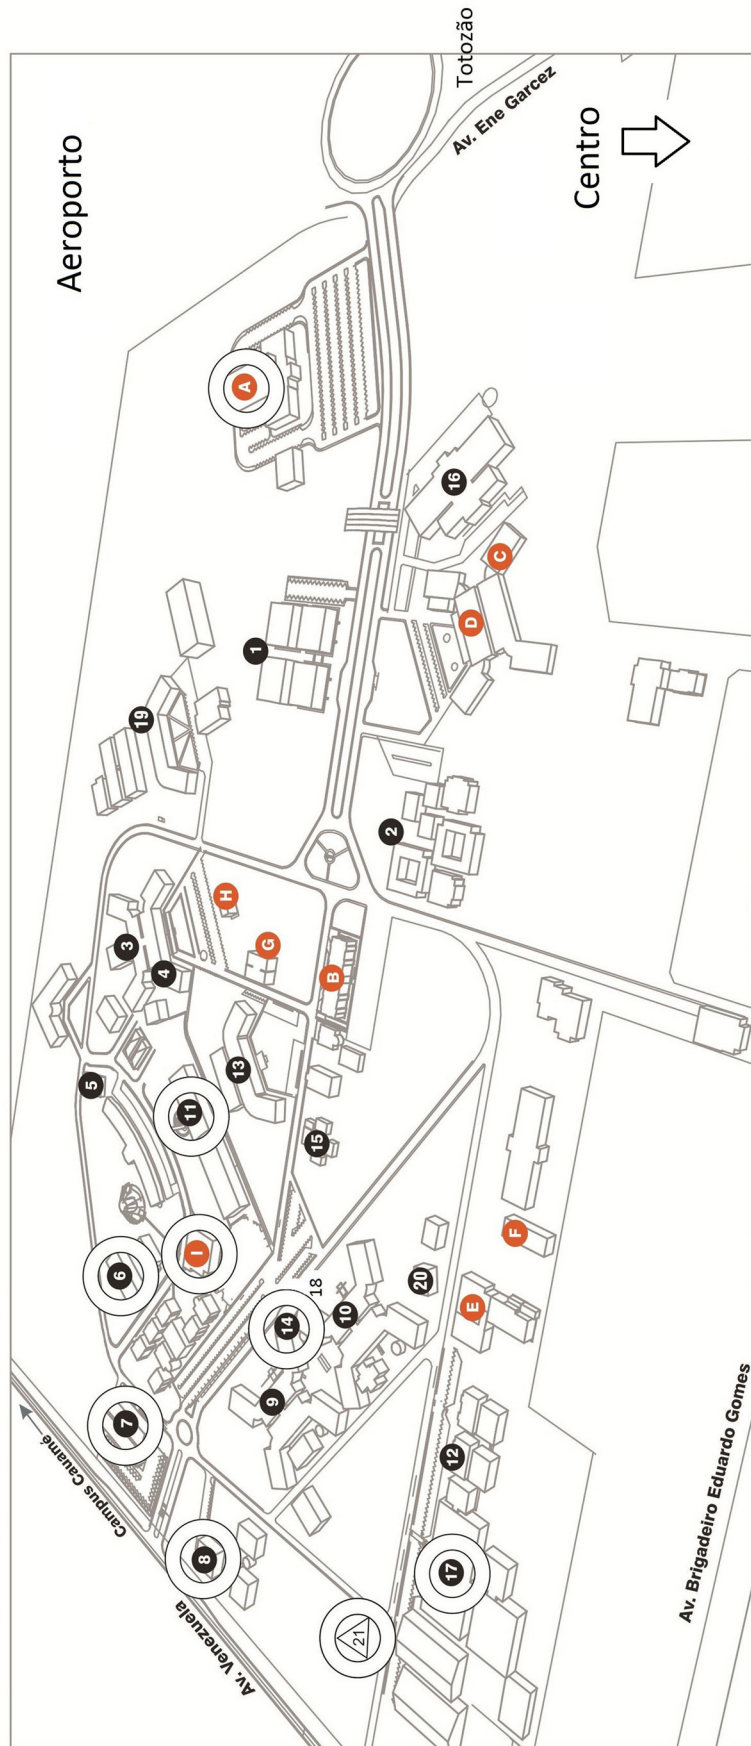 Totozão
Av. Ene Garcez
Centro
Aeroporto
A
16
C
D
1
19
2
H
G
B
3
4
5
13
11
15
I
6
18
14
10
20
F
E
9
7
12
8
17
21
Campus Cauamé
Av. Venezuela
Av. Brigadeiro Eduardo Gomes